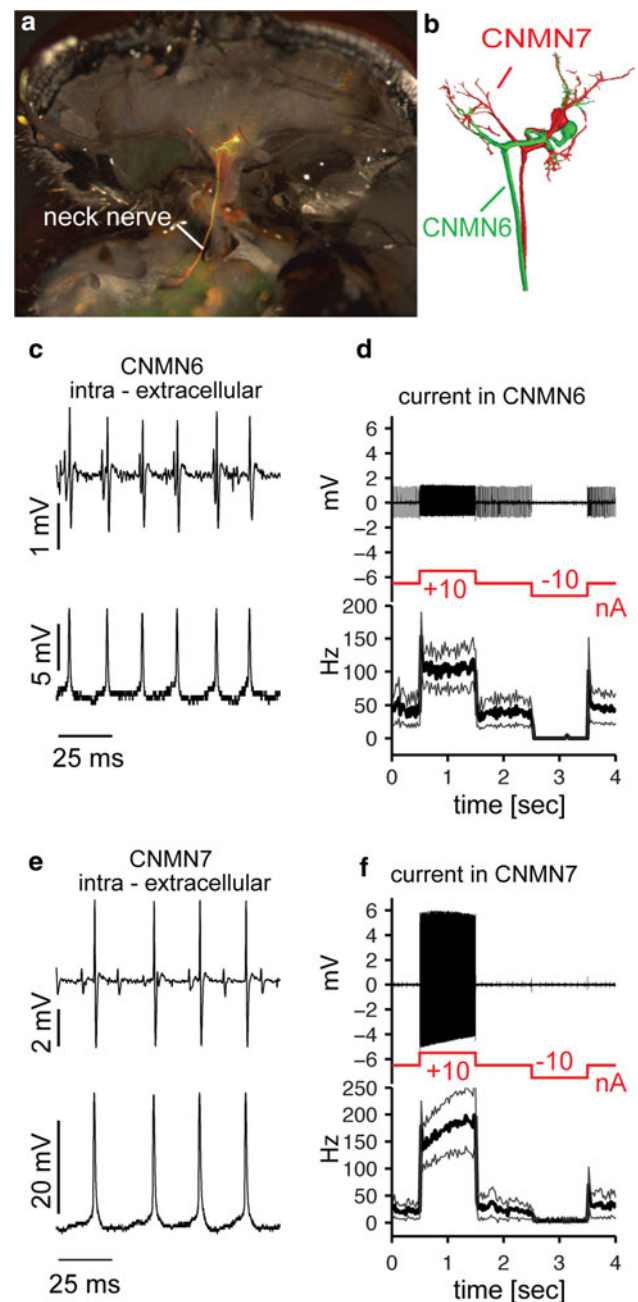 a
neck nerve
b
CNMN7
CNMN6
c
CNMN6
intra - extracellular
1 mV
5 mV
25 ms
d
current in CNMN6
6
4
2
0
-2
-4
-6
mV
+10
-10
nA
200
150
100
50
0
Hz
0 1 2 3 4
time [sec]
e
CNMN7
intra - extracellular
2 mV
20 mV
25 ms
f
current in CNMN7
6
4
2
0
-2
-4
-6
mV
+10
-10
nA
250
200
150
100
50
0
Hz
0 1 2 3 4
time [sec]